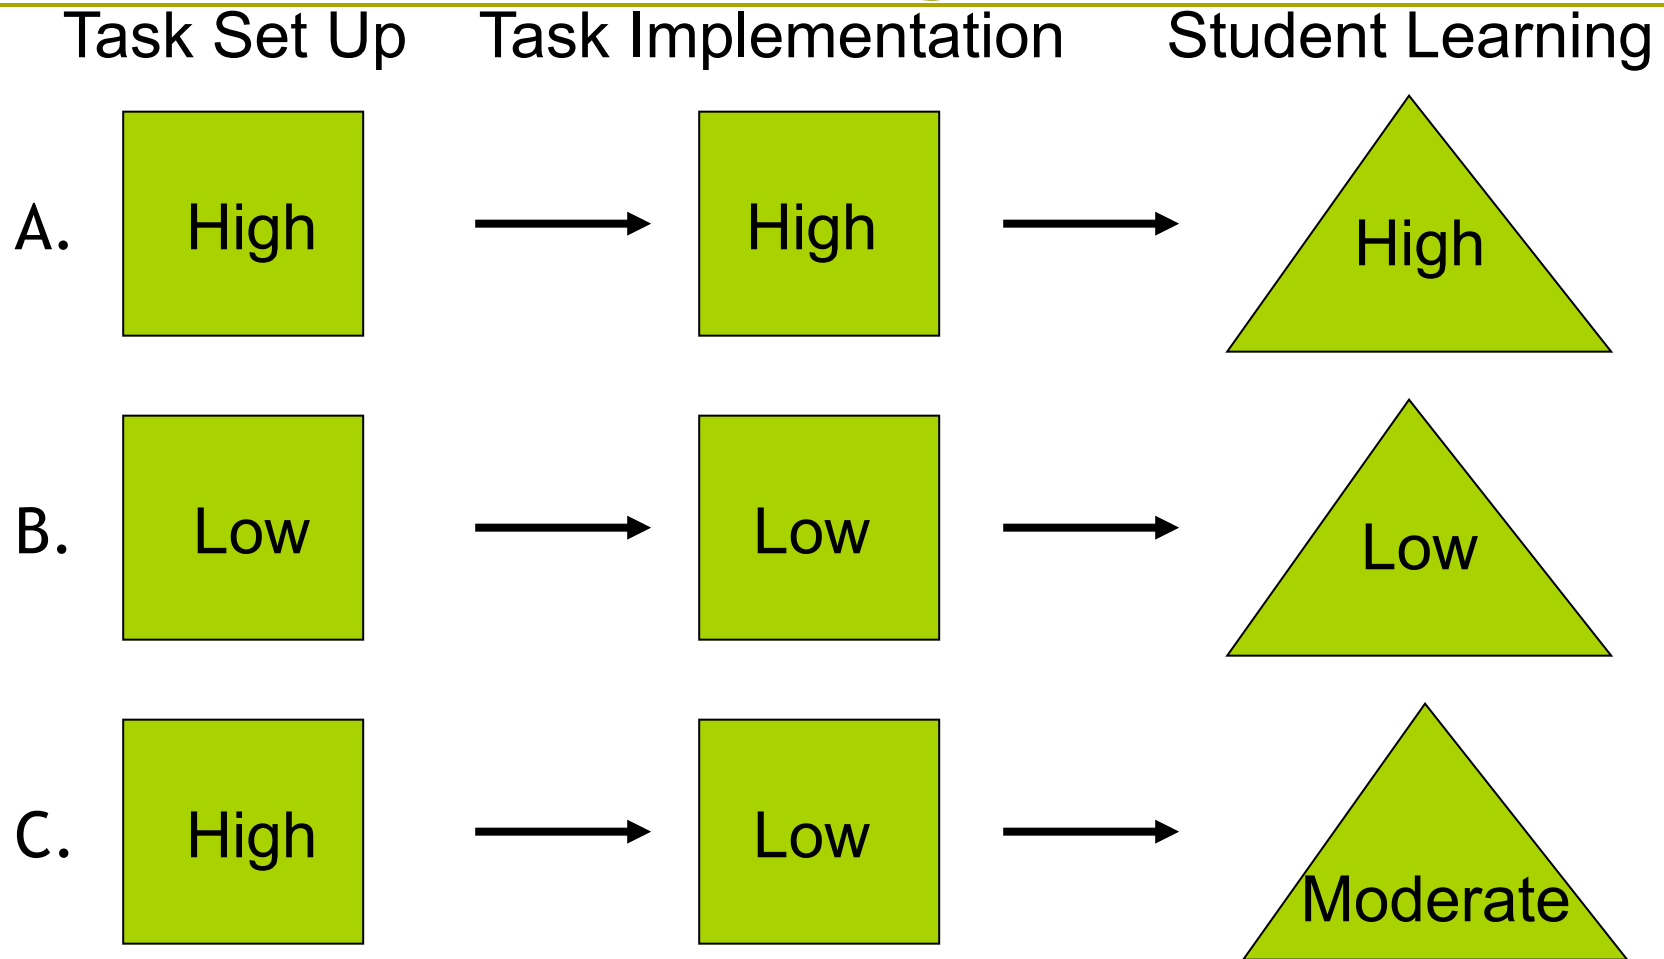 Task Set Up Task Implementation Student Learning
A. High High High
B. Low Low Low
C. High Low Moderate